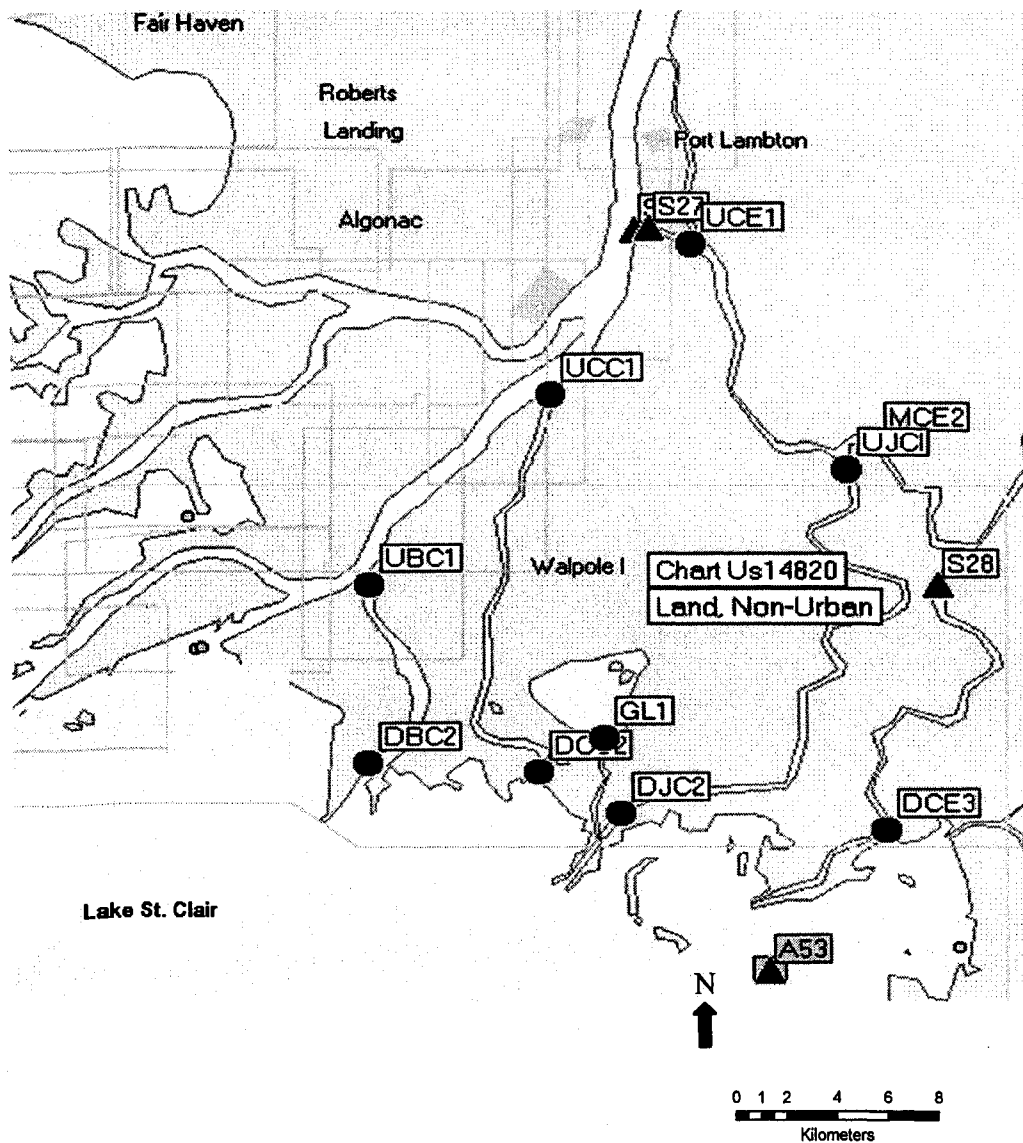 Fair Haven
Roberts
Landing
Port Lambton
Algonac
S27
UCE1
UCC1
MCE2
UJC1
UBC1
Walpole I
Chart Us14820
S28
Land, Non-Urban
GL1
DBC2
DJC2
DCE3
Lake St. Clair
A53
N
0 1 2 4 6 8
Kilometers